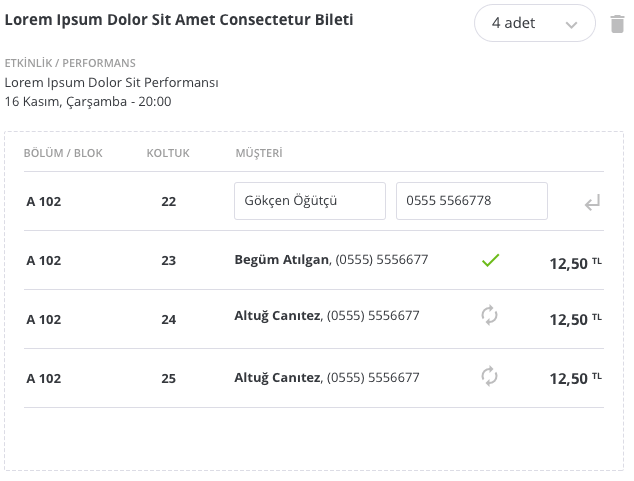 Lorem Ipsum Dolor Sit Amet Consectetur Bileti
4 adet
ETKİNLİK / PERFORMANS
Lorem Ipsum Dolor Sit Performansı
16 Kasım, Çarşamba - 20:00
BÖLÜM / BLOK KOLTUK MÜŞTERİ
A 102 22 Gökçen Öğütçü 0555 5566778
A 102 23 Begüm Atılgan, (0555) 5556677 12,50 TL
A 102 24 Altuğ Canıtez, (0555) 5556677 12,50 TL
A 102 25 Altuğ Canıtez, (0555) 5556677 12,50 TL